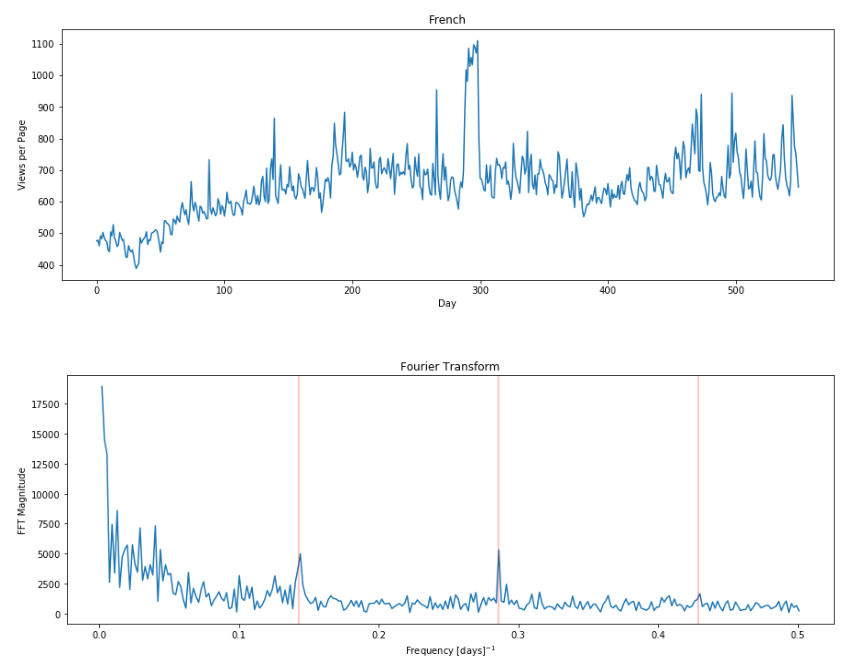 French
1100
1000
900
800
700
600
500
400
Views per Page
0 100 200 300 400 500
Day
Fourier Transform
17500
15000
12500
10000
7500
5000
2500
0
FFT Magnitude
0.0 0.1 0.2 0.3 0.4 0.5
Frequency [days]⁻¹